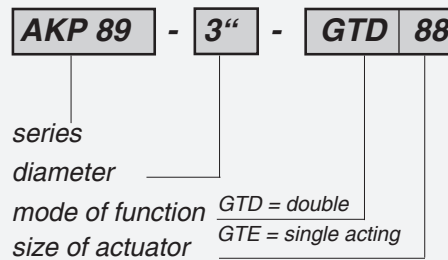 AKP 89 - 3“ - GTD 88
series
diameter
mode of function GTD = double
GTE = single acting
size of actuator